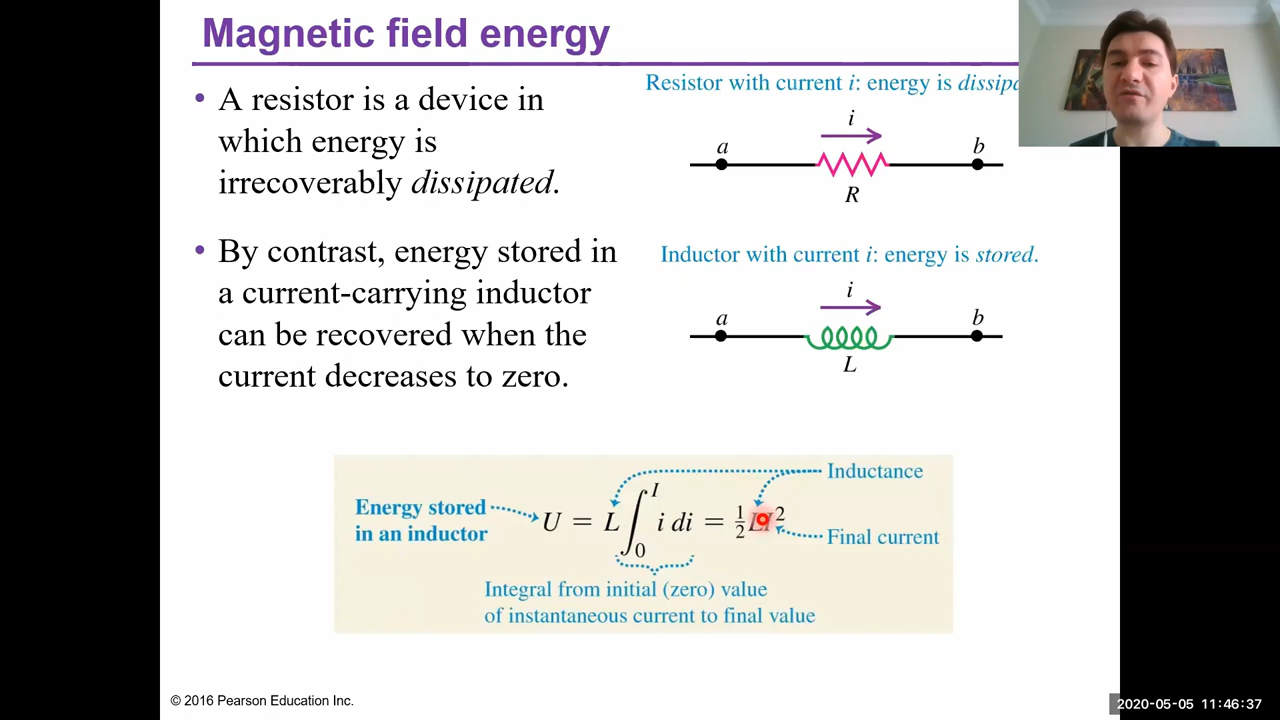 Magnetic field energy
• A resistor is a device in
which energy is
irrecoverably dissipated.
• By contrast, energy stored in
a current-carrying inductor
can be recovered when the
current decreases to zero.
Resistor with current i: energy is
i
a
b
R
Inductor with current i: energy is stored.
i
a
b
L
Inductance
Energy stored
in an inductor
U = L∫₀ᴵ i di = ½LI²
Final current
Integral from initial (zero) value
of instantaneous current to final value
© 2016 Pearson Education Inc.
2020-05-05 11:46:37